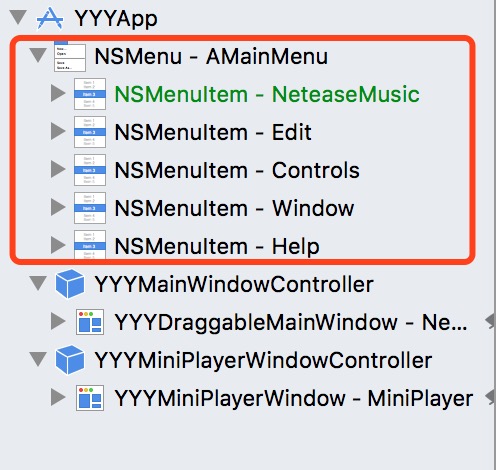 YYYApp
NSMenu - AMainMenu
NSMenuItem - NeteaseMusic
NSMenuItem - Edit
NSMenuItem - Controls
NSMenuItem - Window
NSMenuItem - Help
YYYMainWindowController
YYYDraggableMainWindow - Ne...
YYYMiniPlayerWindowController
YYYMiniPlayerWindow - MiniPlayer